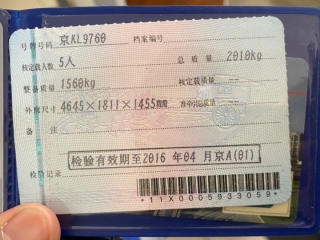 号牌号码 京KL9760 档案编号
核定载人数 5人 总质量 2010kg
整备质量 1560kg 核定载质量 --
外廓尺寸 4645×1811×1455mm 准牵引总质量 --
备注
检验有效期至2016年04月京A(01)
检验记录
*11X0005933059*